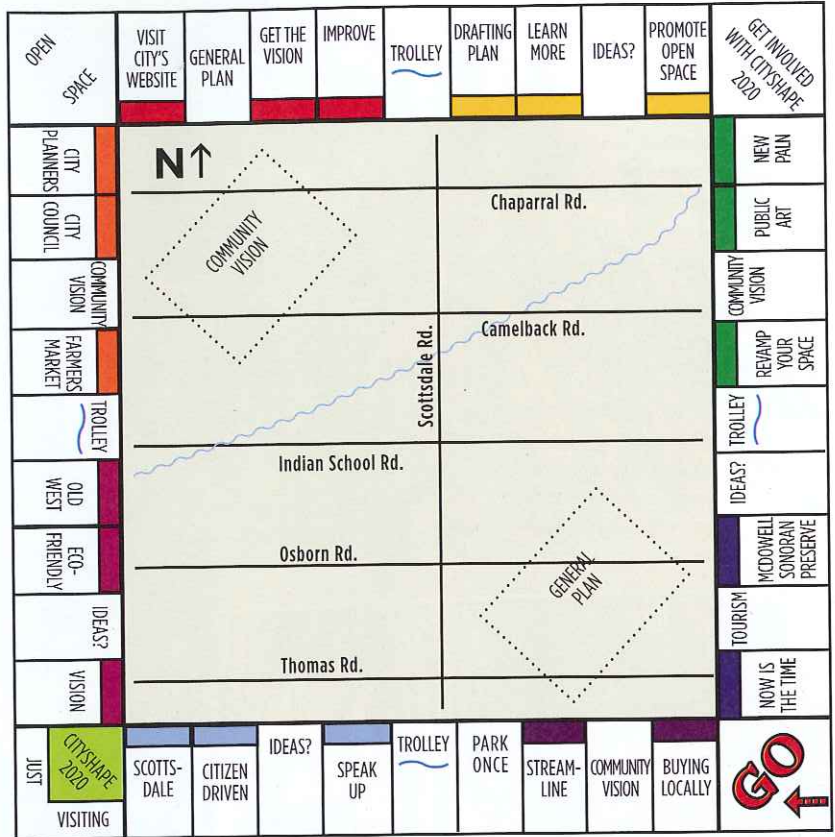 OPEN
SPACE
VISIT
CITY'S
WEBSITE
GENERAL
PLAN
GET THE
VISION
IMPROVE
TROLLEY
DRAFTING
PLAN
LEARN
MORE
IDEAS?
PROMOTE
OPEN
SPACE
GET INVOLVED
WITH CITYSHAPE
2020
NEW
PALN
PUBLIC
ART
COMMUNITY
VISION
REVAMP
YOUR
SPACE
TROLLEY
IDEAS?
MCDOWELL
SONORAN
PRESERVE
TOURISM
NOW IS
THE TIME
GO
BUYING
LOCALLY
COMMUNITY
VISION
STREAM-
LINE
PARK
ONCE
TROLLEY
SPEAK
UP
IDEAS?
CITIZEN
DRIVEN
SCOTTS-
DALE
CITYSHAPE
2020
JUST
VISITING
VISION
IDEAS?
ECO-
FRIENDLY
OLD
WEST
TROLLEY
FARMERS
MARKET
COMMUNITY
VISION
CITY
COUNCIL
CITY
PLANNERS
N
COMMUNITY
VISION
Chaparral Rd.
Camelback Rd.
Scottsdale Rd.
Indian School Rd.
Osborn Rd.
GENERAL
PLAN
Thomas Rd.